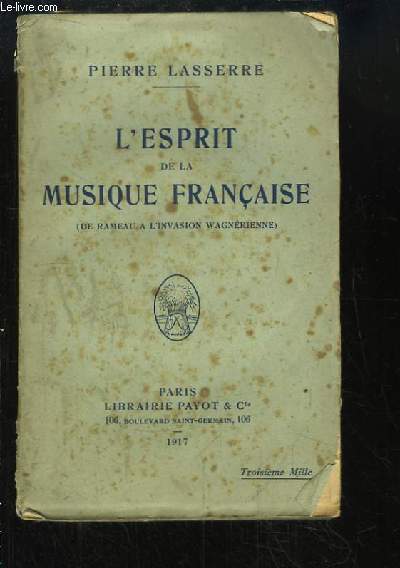 Le-livre.com
PIERRE LASSERRE
L'ESPRIT
DE LA
MUSIQUE FRANÇAISE
(DE RAMEAU A L'INVASION WAGNÉRIENNE)
PARIS
LIBRAIRIE PAYOT & Cie
106, BOULEVARD SAINT-GERMAIN, 106
1917
Troisième Mille